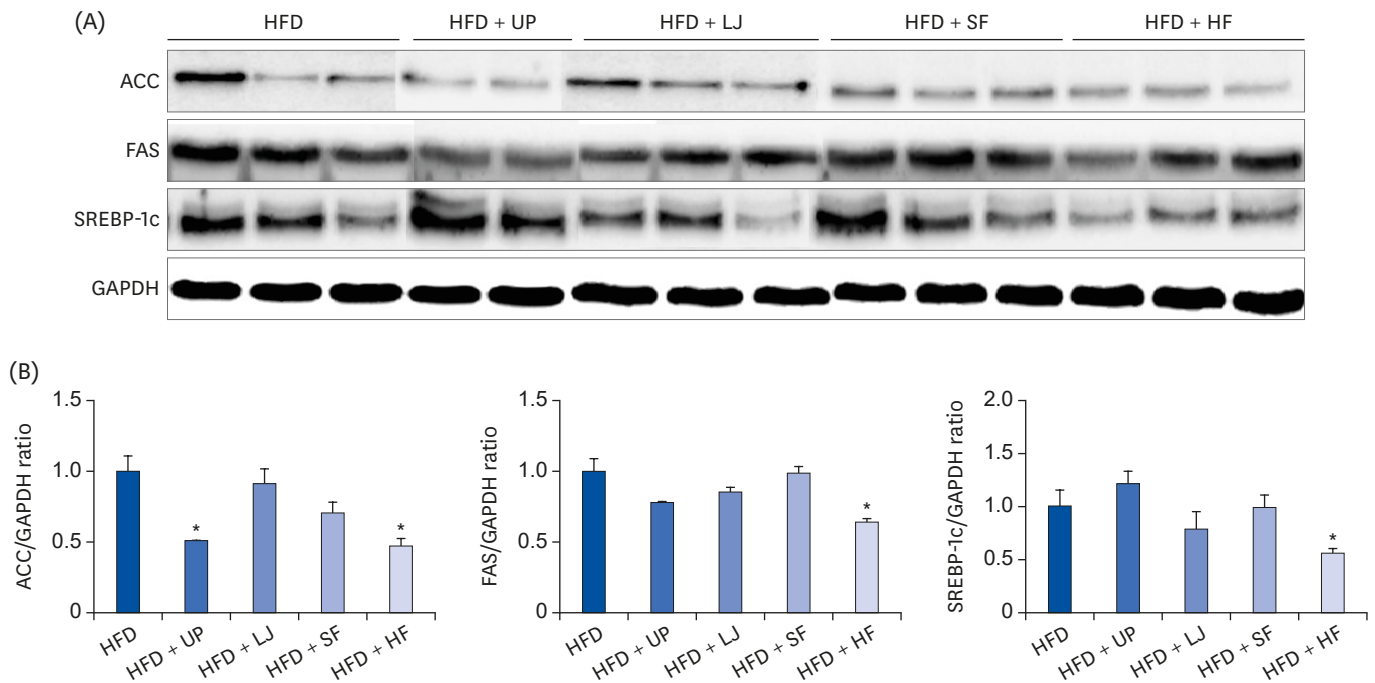 (A)
HFD HFD + UP HFD + LJ HFD + SF HFD + HF
ACC
FAS
SREBP-1c
GAPDH
(B)
ACC/GAPDH ratio
1.5
1.0
0.5
0
* *
HFD HFD + UP HFD + LJ HFD + SF HFD + HF
FAS/GAPDH ratio
1.5
1.0
0.5
0
*
HFD HFD + UP HFD + LJ HFD + SF HFD + HF
SREBP-1c/GAPDH ratio
2.0
1.5
1.0
0.5
0
*
HFD HFD + UP HFD + LJ HFD + SF HFD + HF